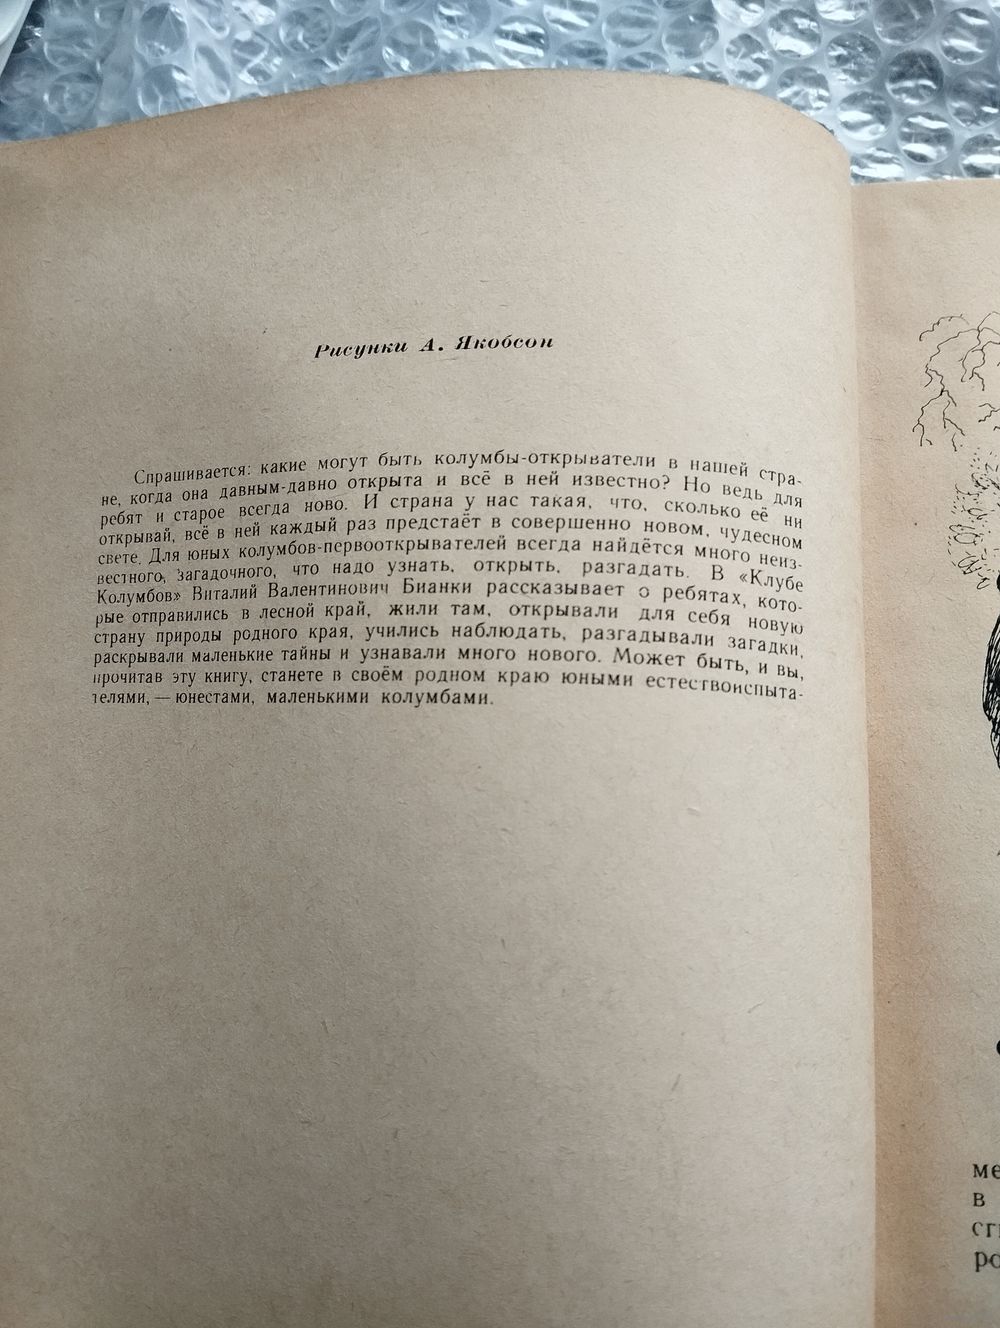 Рисунки А. Якобсон
Спрашивается: какие могут быть колумбы-открыватели в нашей стра-
не, когда она давным-давно открыта и всё в ней известно? Но ведь для
ребят и старое всегда ново. И страна у нас такая, что, сколько её ни
открывай, всё в ней каждый раз предстаёт в совершенно новом, чудесном
свете. Для юных колумбов-первооткрывателей всегда найдётся много неиз-
вестного, загадочного, что надо узнать, открыть, разгадать. В «Клубе
Колумбов» Виталий Валентинович Бианки рассказывает о ребятах, кото-
рые отправились в лесной край, жили там, открывали для себя новую
страну природы родного края, учились наблюдать, разгадывали загадки,
раскрывали маленькие тайны и узнавали много нового. Может быть, и вы,
прочитав эту книгу, станете в своём родном краю юными естествоиспыта-
телями, — юнестами, маленькими колумбами.
ме
в
ро